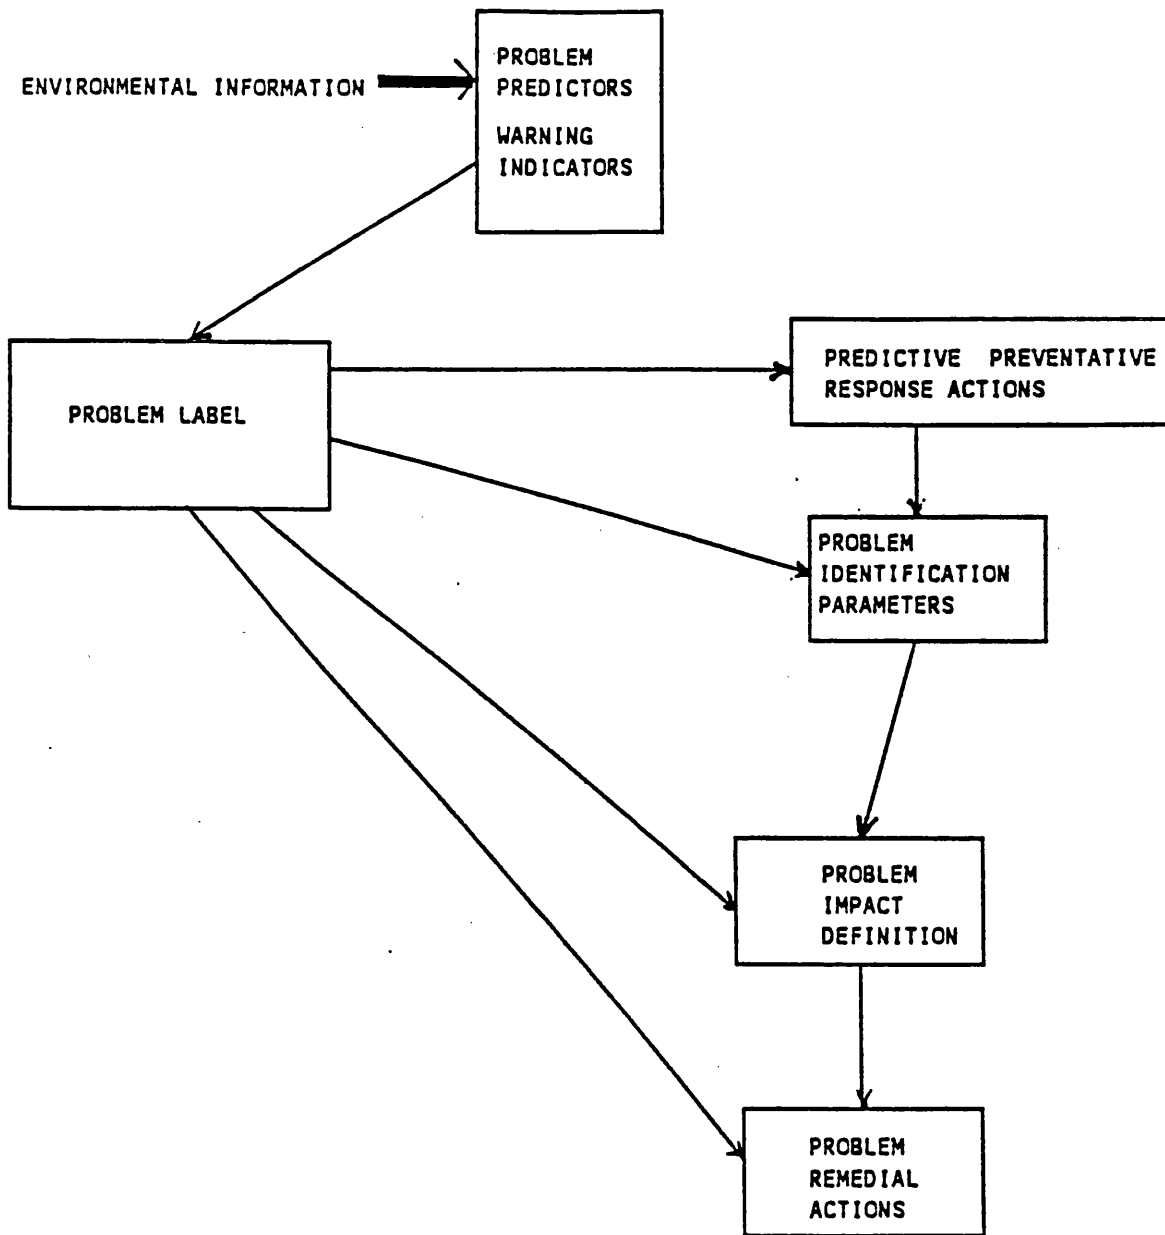 PROBLEM
PREDICTORS
ENVIRONMENTAL INFORMATION
WARNING
INDICATORS
PREDICTIVE PREVENTATIVE
RESPONSE ACTIONS
PROBLEM LABEL
PROBLEM
IDENTIFICATION
PARAMETERS
PROBLEM
IMPACT
DEFINITION
PROBLEM
REMEDIAL
ACTIONS